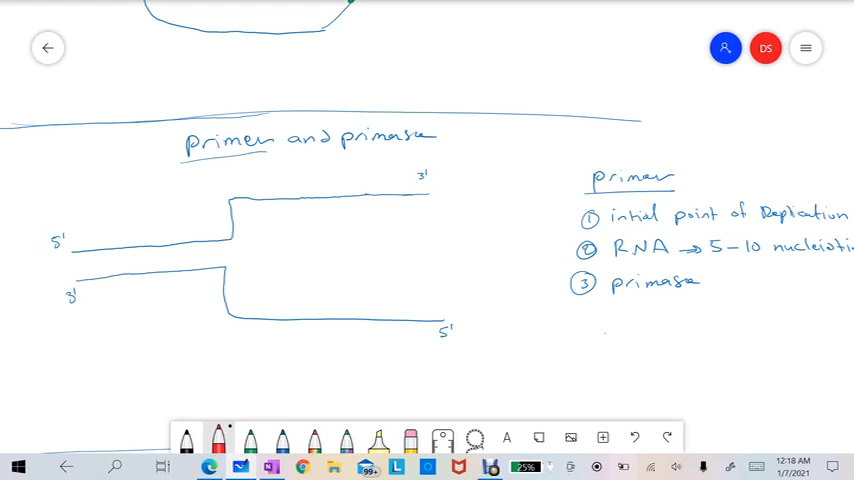 DS
primer and primase
3'
primer
5'
① initial point of Replication
② RNA → 5-10
③ primase
3'
5'
A
99+
L
25%
12:18 AM
1/7/2021